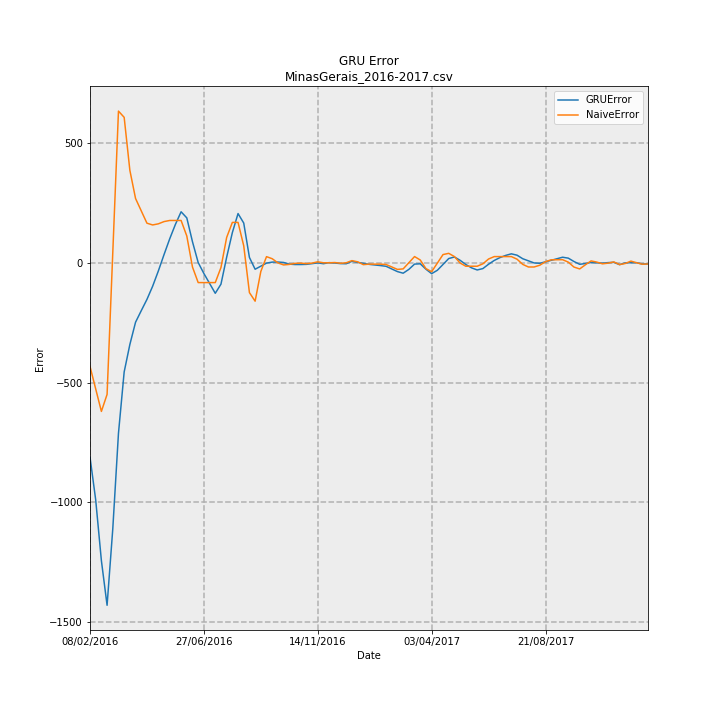 GRU Error
MinasGerais_2016-2017.csv
GRUError
NaiveError
500
0
−500
−1000
−1500
Error
08/02/2016
27/06/2016
14/11/2016
03/04/2017
21/08/2017
Date